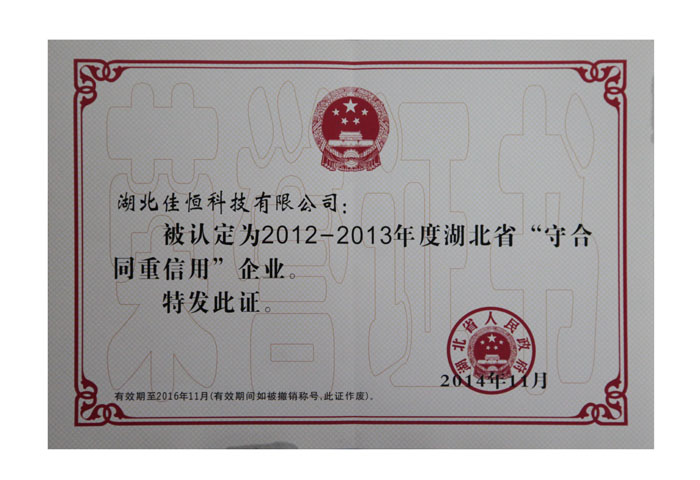 荣誉证书
湖北佳恒科技有限公司:
被认定为2012-2013年度湖北省“守合
同重信用”企业。
特发此证。
湖北省人民政府
2014年11月
有效期至2016年11月(有效期间如被撤销称号,此证作废)。